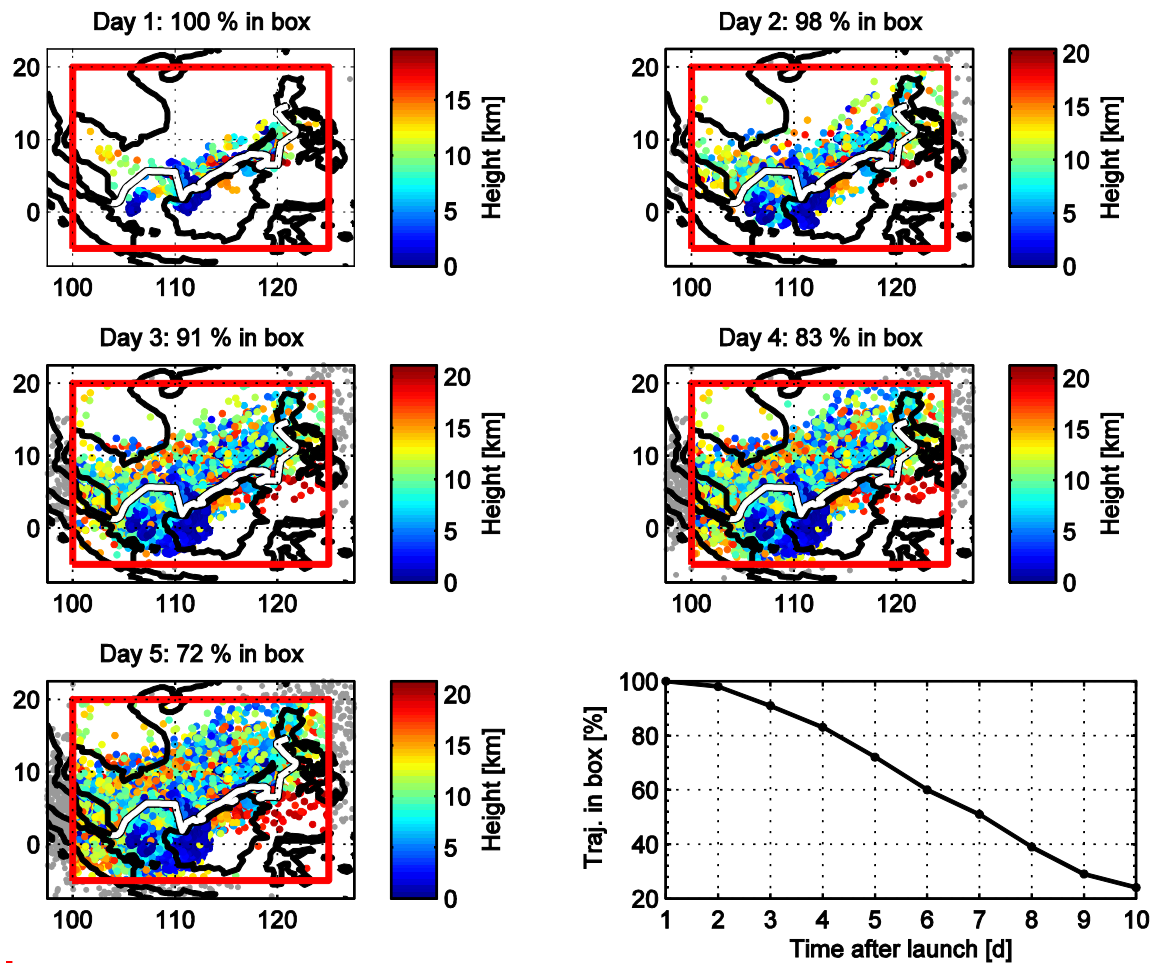 Day 1: 100 % in box
20
10
0
100 110 120
15
10
5
0
Height [km]
Day 2: 98 % in box
20
10
0
100 110 120
20
15
10
5
0
Height [km]
Day 3: 91 % in box
20
10
0
100 110 120
20
15
10
5
0
Height [km]
Day 4: 83 % in box
20
10
0
100 110 120
20
15
10
5
0
Height [km]
Day 5: 72 % in box
20
10
0
100 110 120
20
15
10
5
0
Height [km]
100
80
60
40
20
Traj. in box [%]
1 2 3 4 5 6 7 8 9 10
Time after launch [d]